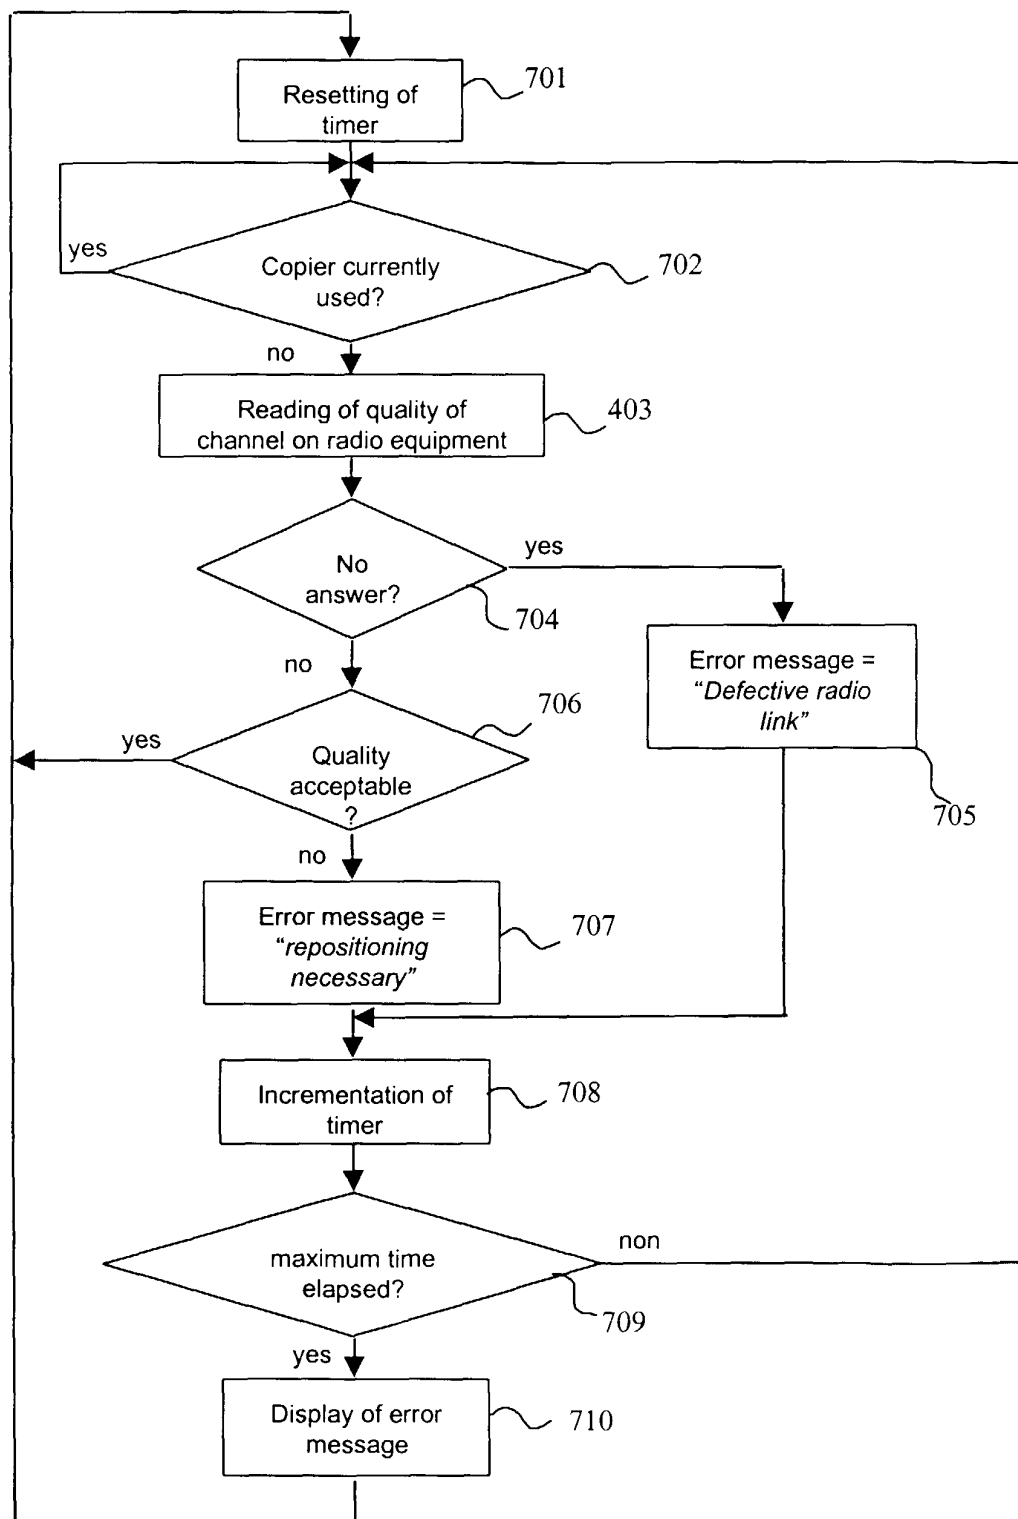 Resetting of
timer
701
yes
Copier currently
used?
702
no
Reading of quality of
channel on radio equipment
403
No
answer?
yes
704
no
Error message =
“Defective radio
link”
705
706
yes
Quality
acceptable
?
no
Error message =
“repositioning
necessary”
707
Incrementation of
timer
708
maximum time
elapsed?
non
709
yes
Display of error
message
710